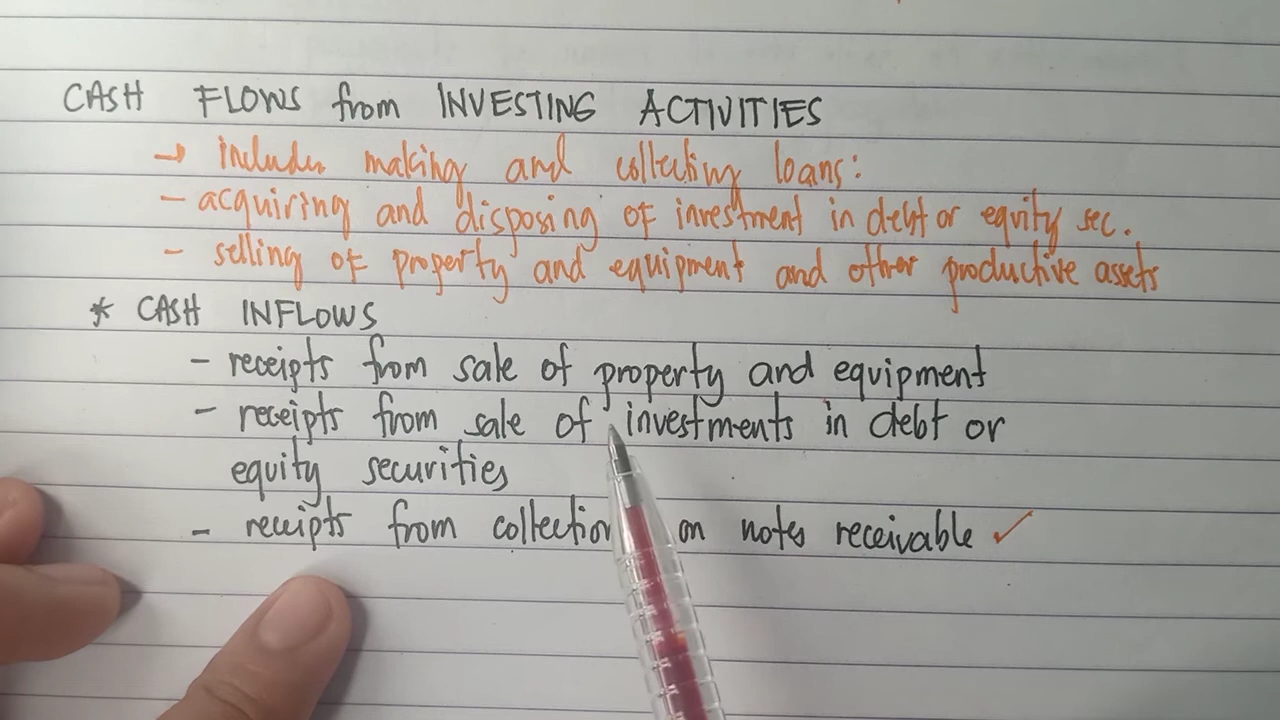 CASH FLOWS from INVESTING ACTIVITIES
→ includes making and collecting loans:
- acquiring and disposing of investment in debt or equity sec.
- selling of property and equipment and other productive assets
* CASH INFLOWS
- receipts from sale of property and equipment
- receipts from sale of investments in debt or
equity securities
- receipts from collection on notes receivable ✓